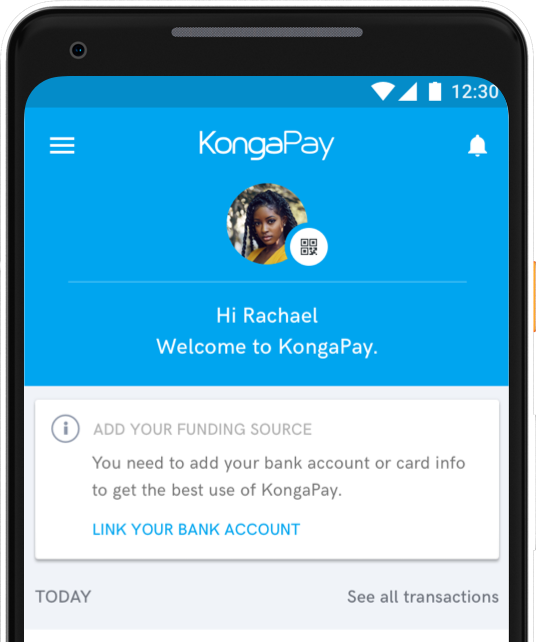 12:30
KongaPay
Hi Rachael
Welcome to KongaPay.
ADD YOUR FUNDING SOURCE
You need to add your bank account or card info
to get the best use of KongaPay.
LINK YOUR BANK ACCOUNT
TODAY See all transactions